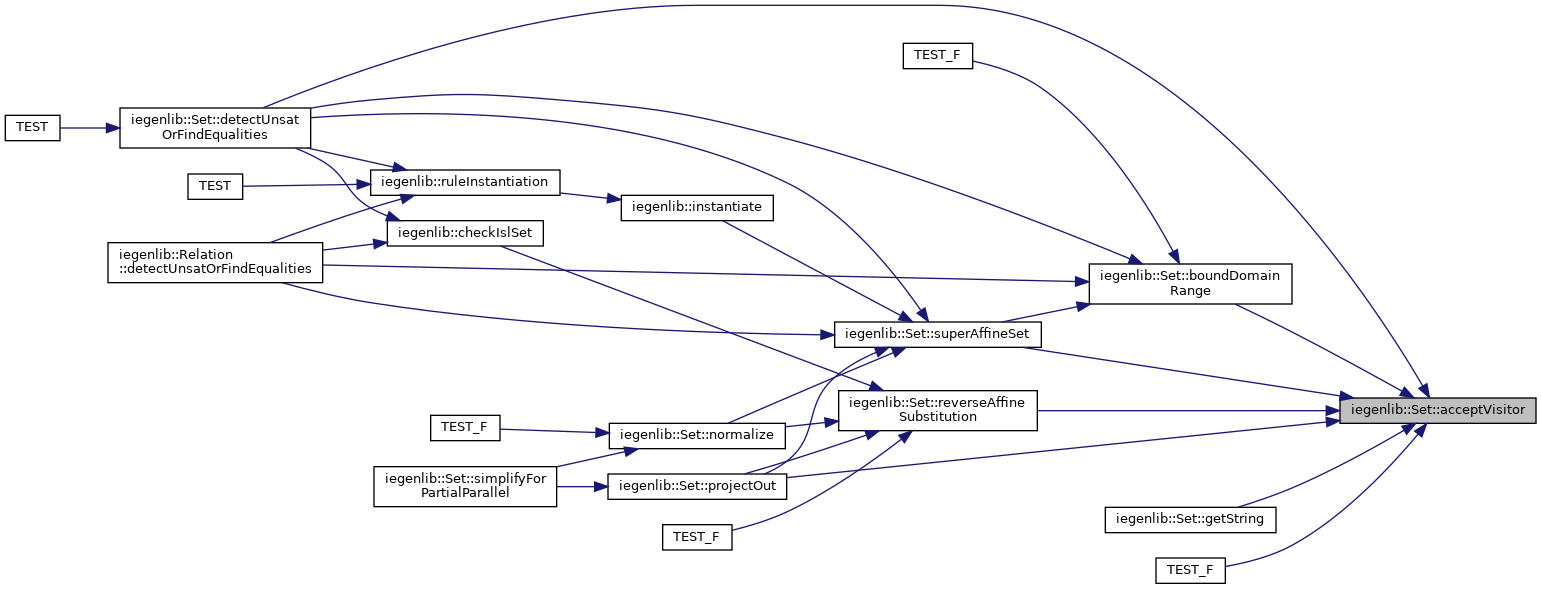 TEST_F
iegenlib::Set::detectUnsat
OrFindEqualities
TEST
iegenlib::ruleInstantiation
TEST
iegenlib::instantiate
iegenlib::checkIslSet
iegenlib::Relation
::detectUnsatOrFindEqualities
iegenlib::Set::boundDomain
Range
iegenlib::Set::superAffineSet
iegenlib::Set::reverseAffine
Substitution
iegenlib::Set::acceptVisitor
TEST_F
iegenlib::Set::normalize
iegenlib::Set::simplifyFor
PartialParallel
iegenlib::Set::projectOut
iegenlib::Set::getString
TEST_F
TEST_F